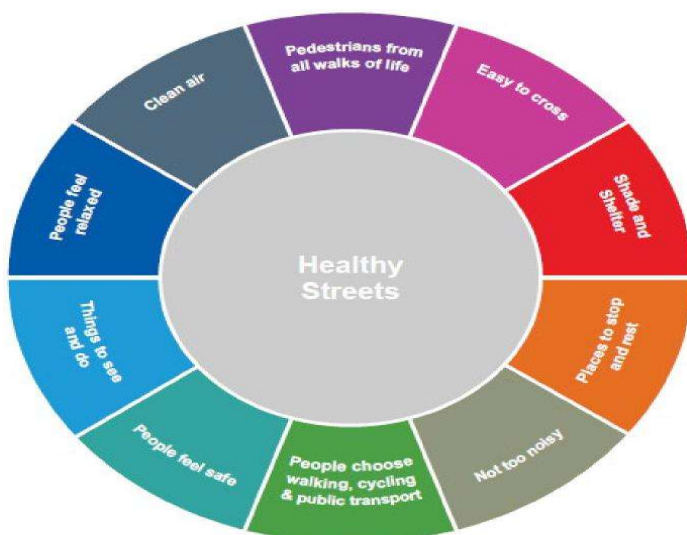 Pedestrians from
all walks of life
Easy to cross
Shade and
Shelter
Places to stop
and rest
Not too noisy
People choose
walking, cycling
& public transport
People feel safe
Things to see
and do
People feel
relaxed
Clean air
Healthy
Streets